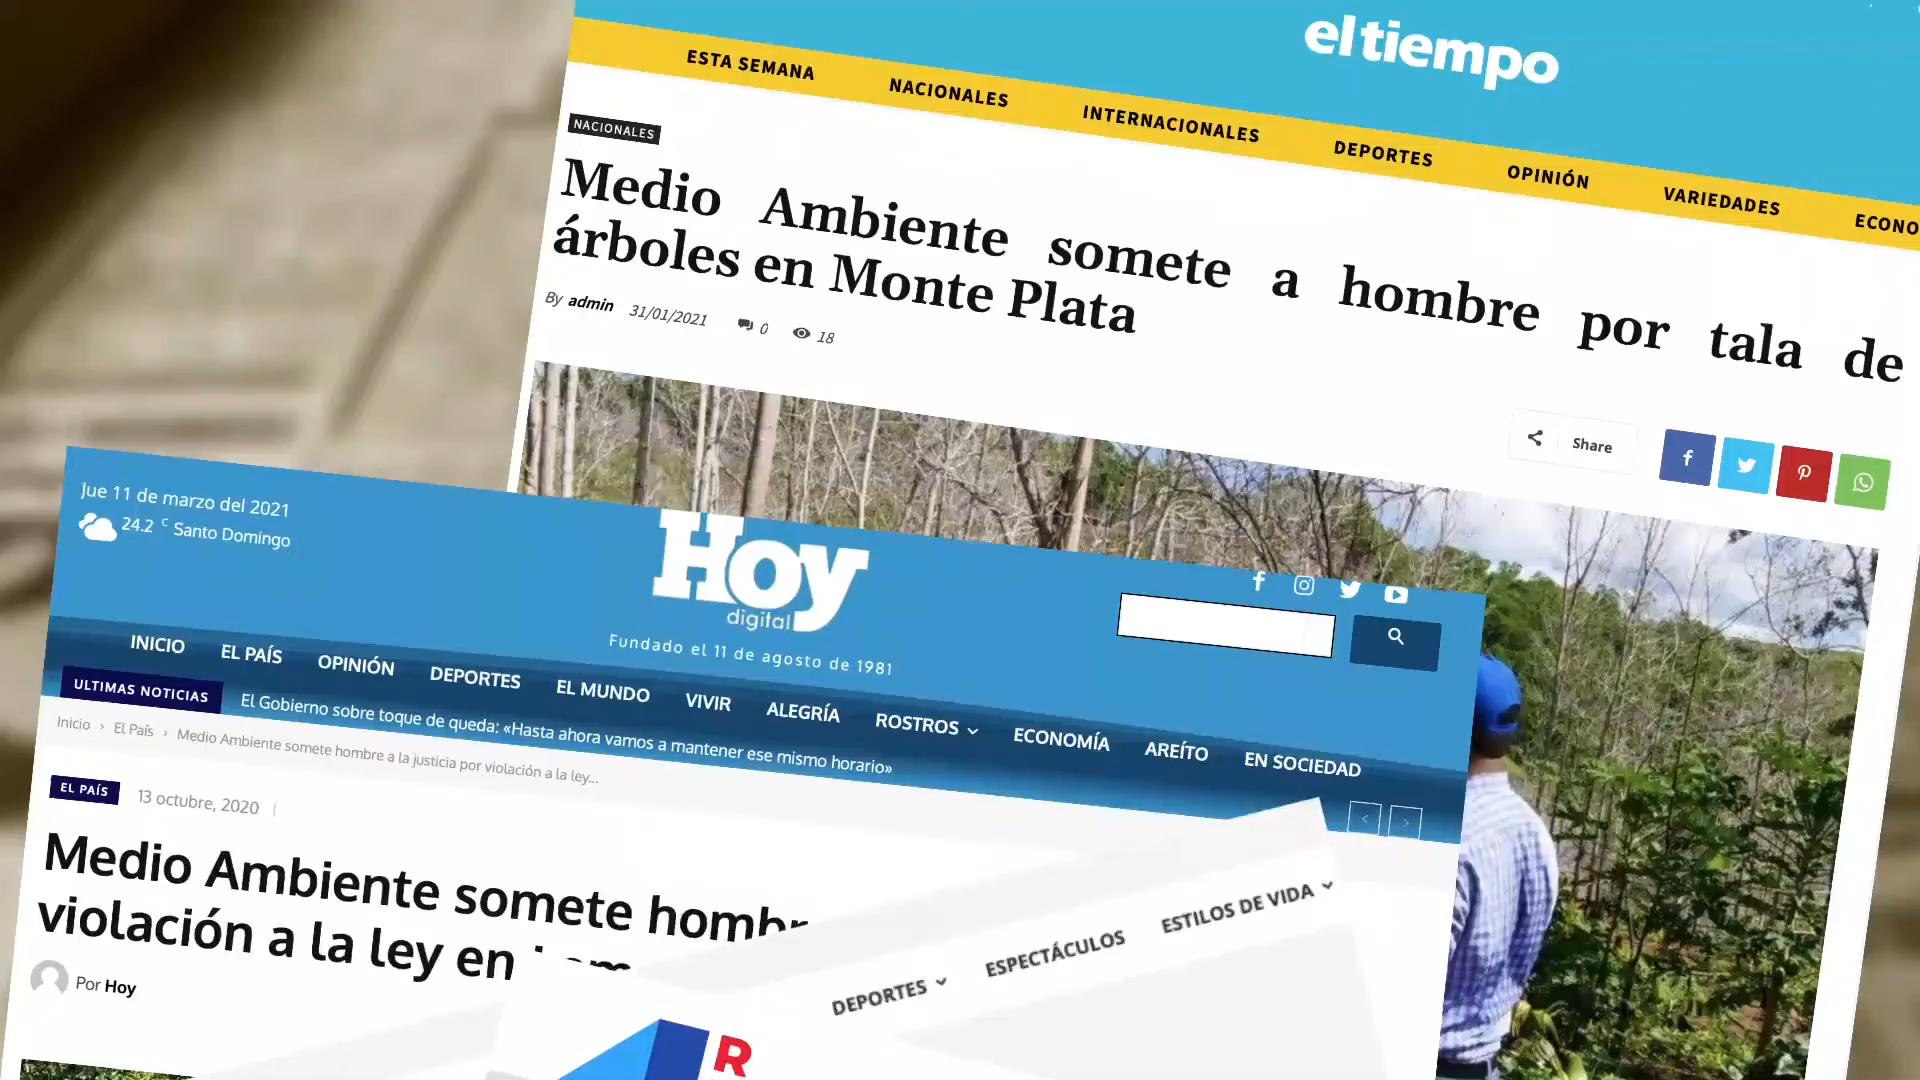 eltiempo
ESTA SEMANA NACIONALES INTERNACIONALES DEPORTES OPINIÓN VARIEDADES ECONO
NACIONALES
Medio Ambiente somete a hombre por tala de
árboles en Monte Plata
By admin 31/01/2021 0 18
Share
Jue 11 de marzo del 2021
24.2 C Santo Domingo
Hoy
digital
Fundado el 11 de agosto de 1981
INICIO EL PAÍS OPINIÓN DEPORTES EL MUNDO VIVIR ALEGRÍA ROSTROS ECONOMÍA AREÍTO EN SOCIEDAD
ULTIMAS NOTICIAS El Gobierno sobre toque de queda: «Hasta ahora vamos a mantener ese mismo horario»
Inicio › El País › Medio Ambiente somete hombre a la justicia por violación a la ley...
EL PAÍS 13 octubre, 2020
Medio Ambiente somete hombr
violación a la ley en
Por Hoy
DEPORTES ESPECTÁCULOS ESTILOS DE VIDA
R